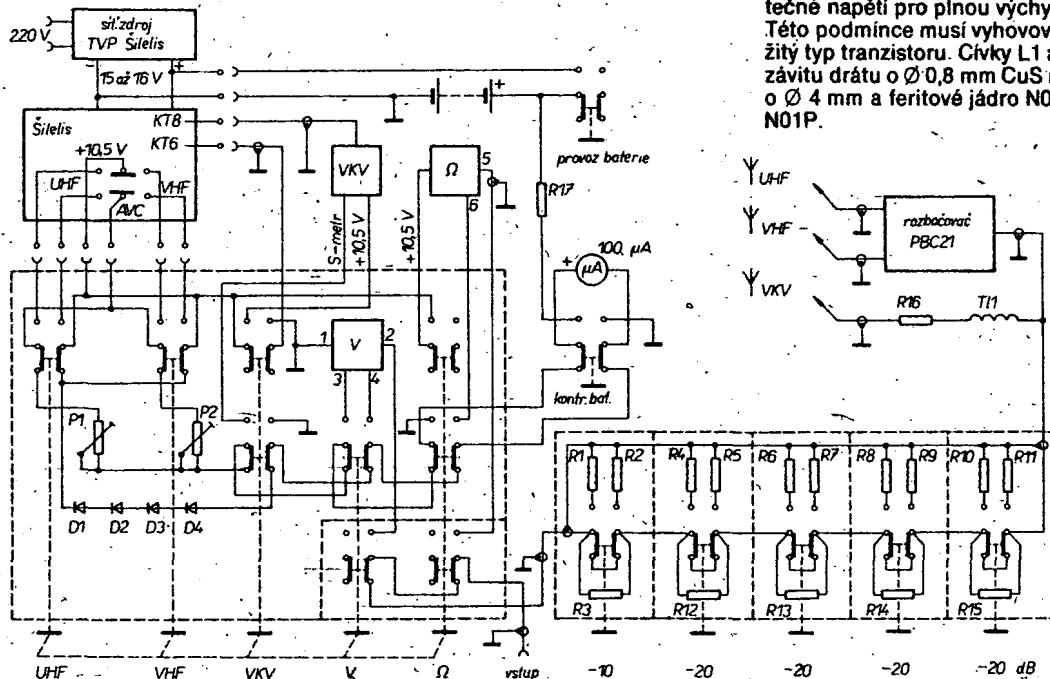 tečné napětí pro plnou výchy
Této podmínce musí vyhovov
žitý typ tranzistoru. Cívky L1 a
závitu drátu o Ø 0,8 mm CuS
o Ø 4 mm a feritové jádro N0
N01P.
220 V
síť. zdroj
TVP Šilelis
15 až 16 V
+
Šilelis
KT8
KT6
+10,5 V
UHF
VHF
AVC
VKV
S-metr
+10,5 V
+10,5 V
Ω
5
6
+
provoz baterie
R17
100 μA
+
μA
kontr. bat.
UHF
VHF
VKV
rozbočovač
PBC21
R16
Tl1
1
V
2
3
4
P1
P2
D1
D2
D3
D4
R1
R2
R4
R5
R6
R7
R8
R9
R10
R11
R3
R12
R13
R14
R15
UHF
VHF
VKV
V
Ω
vstup
-10
-20
-20
-20
-20 dB